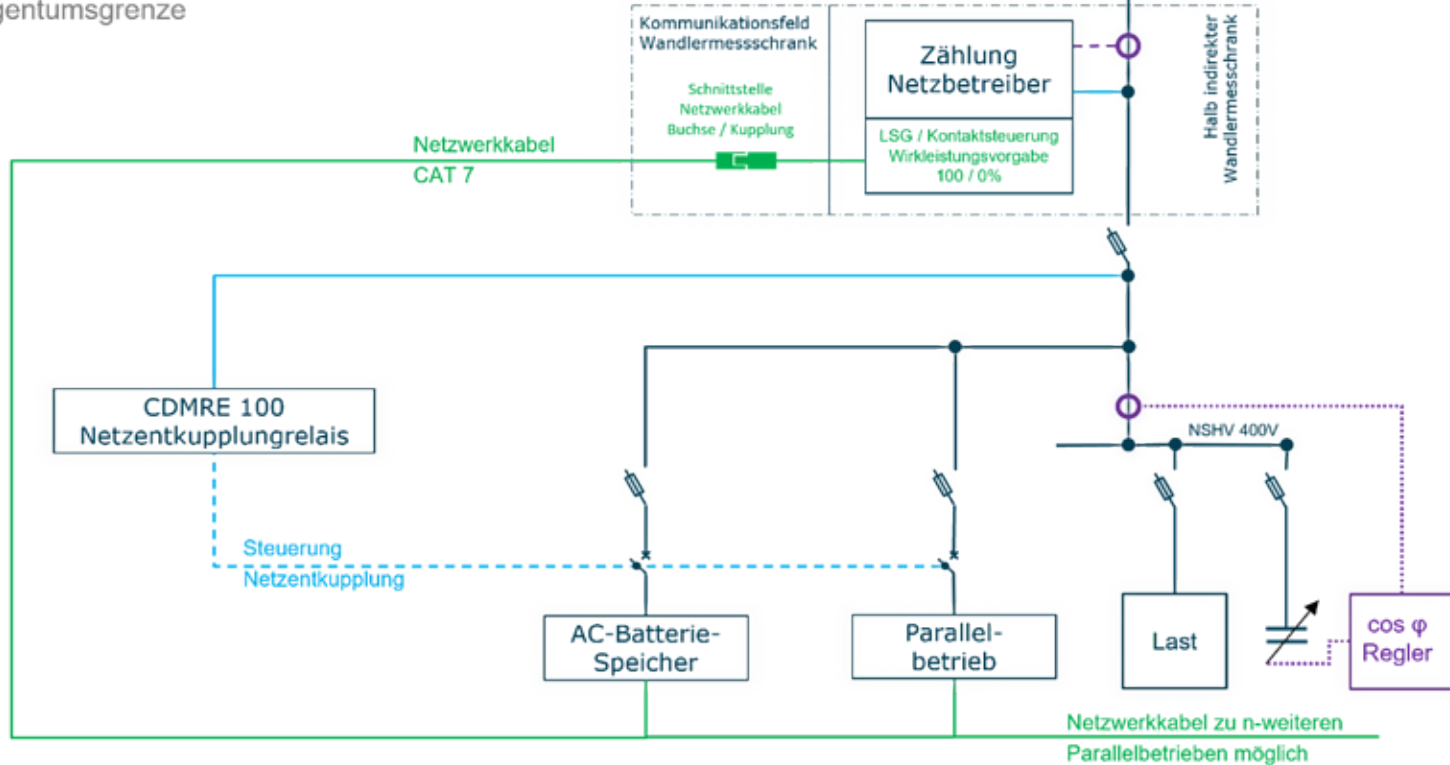 gentumsgrenze
Kommunikationsfeld
Wandlermessschrank
Schnittstelle
Netzwerkkabel
Buchse / Kupplung
Zählung
Netzbetreiber
LSG / Kontaktsteuerung
Wirkleistungsvorgabe
100 / 0%
Halb indirekter
Wandlermesschrank
Netzwerkkabel
CAT 7
CDMRE 100
Netzentkupplungrelais
NSHV 400V
Steuerung
Netzentkupplung
AC-Batterie-
Speicher
Parallel-
betrieb
Last
cos φ
Regler
Netzwerkkabel zu n-weiteren
Parallelbetrieben möglich